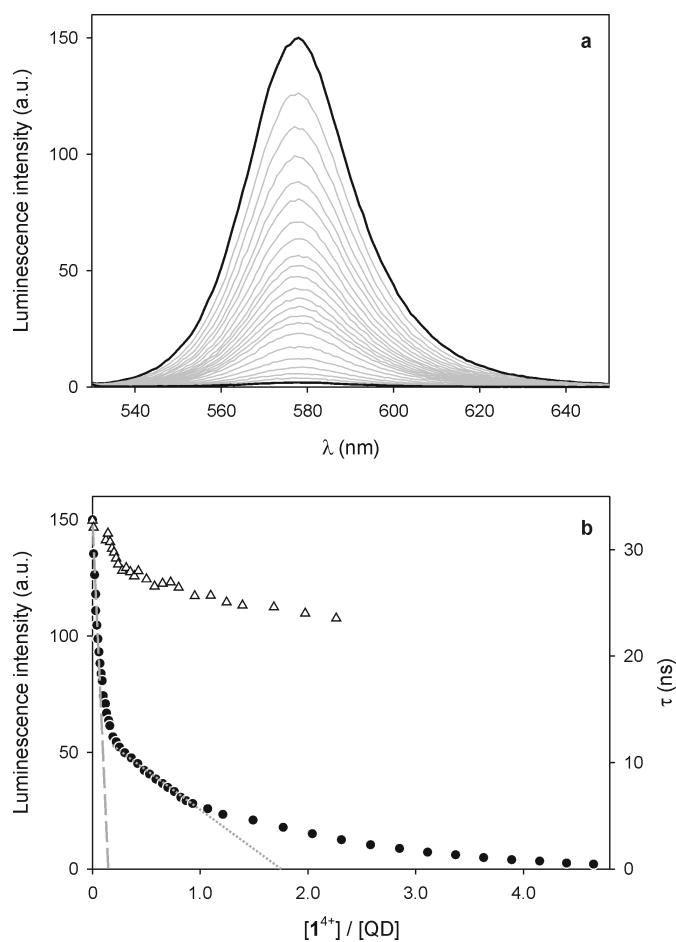 a
Luminescence intensity (a.u.)
150
100
50
0
540 560 580 600 620 640
λ (nm)
b
Luminescence intensity (a.u.)
150
100
50
0
30
20
10
0
τ (ns)
0 1.0 2.0 3.0 4.0
[1⁴⁺] / [QD]